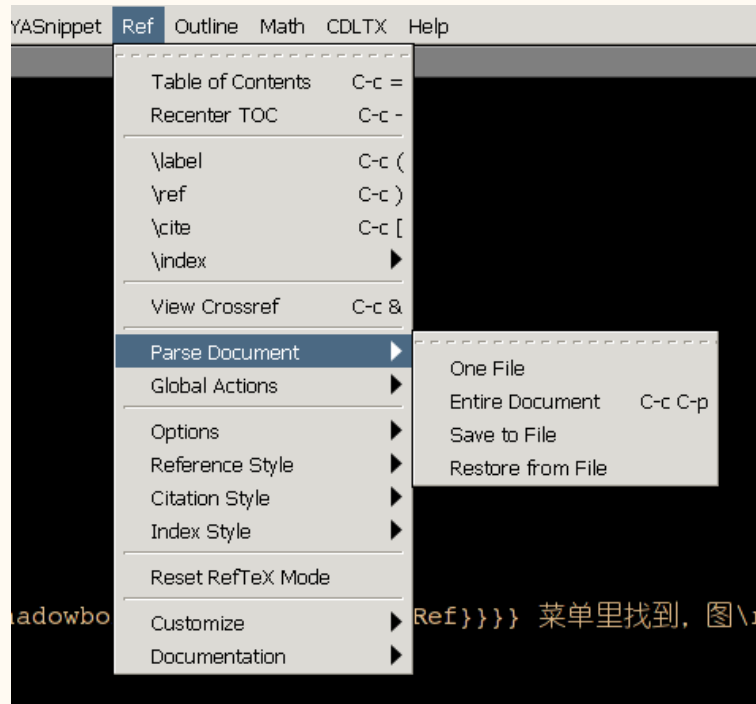 YASnippet Ref Outline Math CDLTX Help
Table of Contents C-c =
Recenter TOC C-c -
\label C-c (
\ref C-c )
\cite C-c [
\index
View Crossref C-c &
Parse Document
One File
Global Actions
Entire Document C-c C-p
Options
Save to File
Reference Style
Restore from File
Citation Style
Index Style
Reset RefTeX Mode
Customize
Ref}}}} 菜单里找到, 图\
Documentation